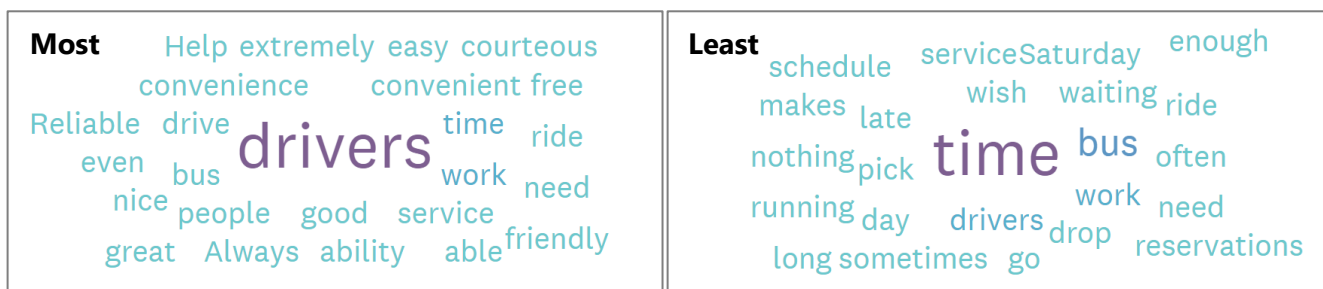 Most
Help extremely easy courteous
convenience convenient free
Reliable drive drivers time ride
even bus work need
nice people good service
great Always ability able friendly
Least
schedule service Saturday enough
makes late wish waiting ride
nothing pick time bus often
running day drivers work need
long sometimes go drop reservations